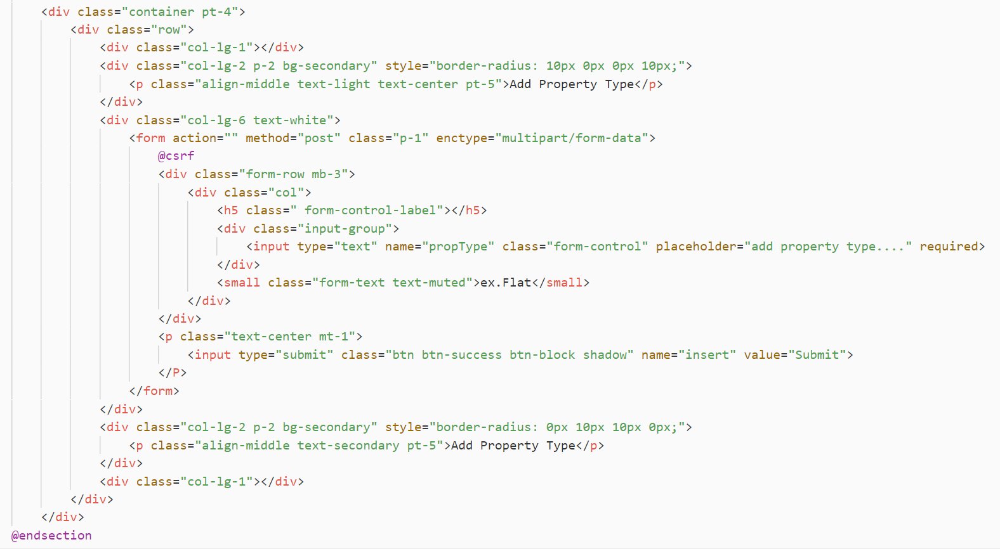 <div class="container pt-4">
<div class="row">
<div class="col-lg-1"></div>
<div class="col-lg-2 p-2 bg-secondary" style="border-radius: 10px 0px 0px 10px;">
<p class="align-middle text-light text-center pt-5">Add Property Type</p>
</div>
<div class="col-lg-6 text-white">
<form action="" method="post" class="p-1" enctype="multipart/form-data">
@csrf
<div class="form-row mb-3">
<div class="col">
<h5 class=" form-control-label"></h5>
<div class="input-group">
<input type="text" name="propType" class="form-control" placeholder="add property type...." required>
</div>
<small class="form-text text-muted">ex.Flat</small>
</div>
</div>
<p class="text-center mt-1">
<input type="submit" class="btn btn-success btn-block shadow" name="insert" value="Submit">
</P>
</form>
</div>
<div class="col-lg-2 p-2 bg-secondary" style="border-radius: 0px 10px 10px 0px;">
<p class="align-middle text-secondary pt-5">Add Property Type</p>
</div>
<div class="col-lg-1"></div>
</div>
</div>
@endsection